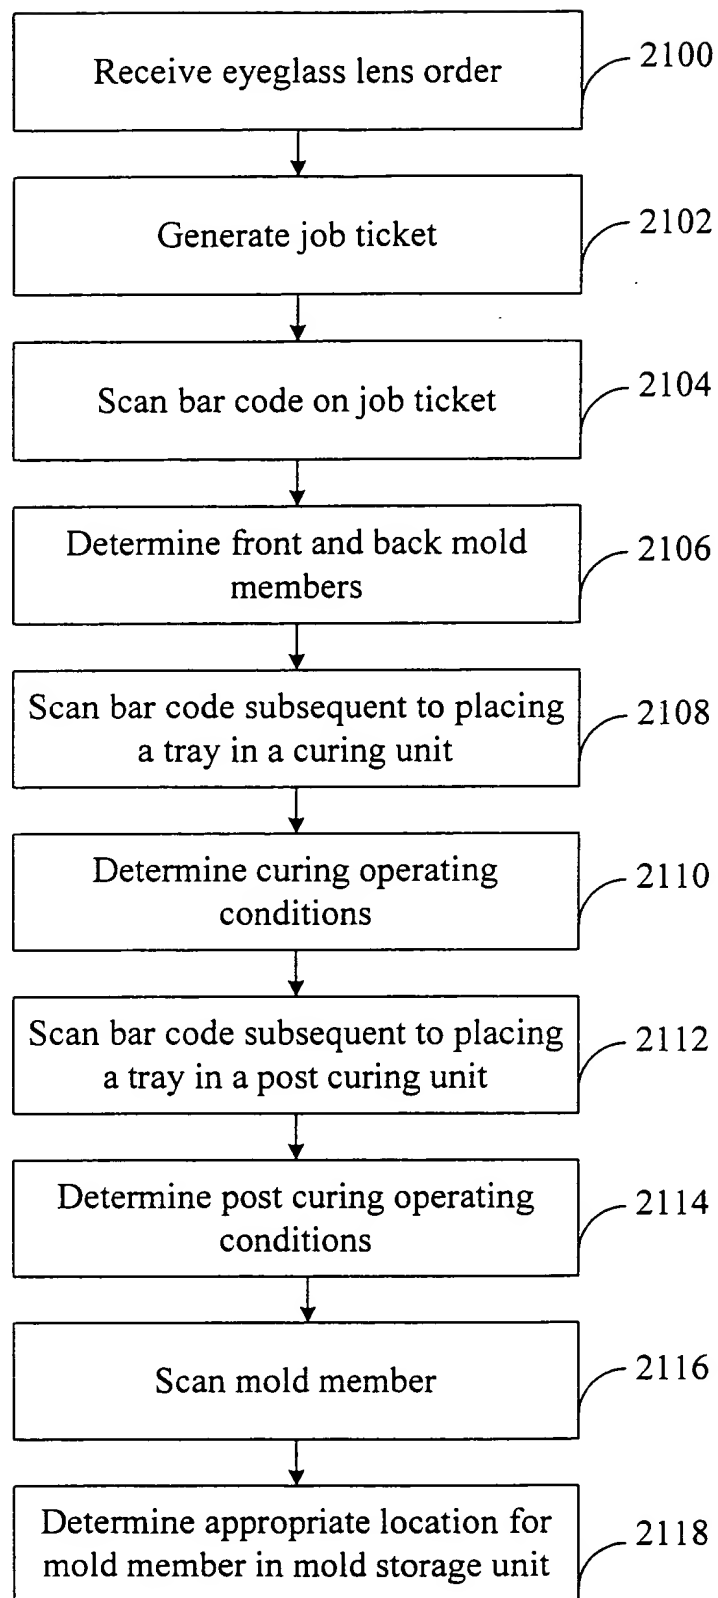 Receive eyeglass lens order
2100
Generate job ticket
2102
Scan bar code on job ticket
2104
Determine front and back mold
members
2106
Scan bar code subsequent to placing
a tray in a curing unit
2108
Determine curing operating
conditions
2110
Scan bar code subsequent to placing
a tray in a post curing unit
2112
Determine post curing operating
conditions
2114
Scan mold member
2116
Determine appropriate location for
mold member in mold storage unit
2118